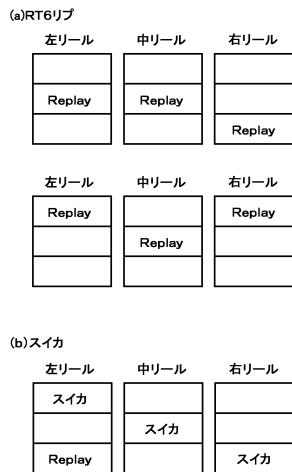 (a)RT6リプ
左リール 中リール 右リール
Replay Replay
Replay
左リール 中リール 右リール
Replay Replay
Replay
(b)スイカ
左リール 中リール 右リール
スイカ
スイカ
Replay スイカ